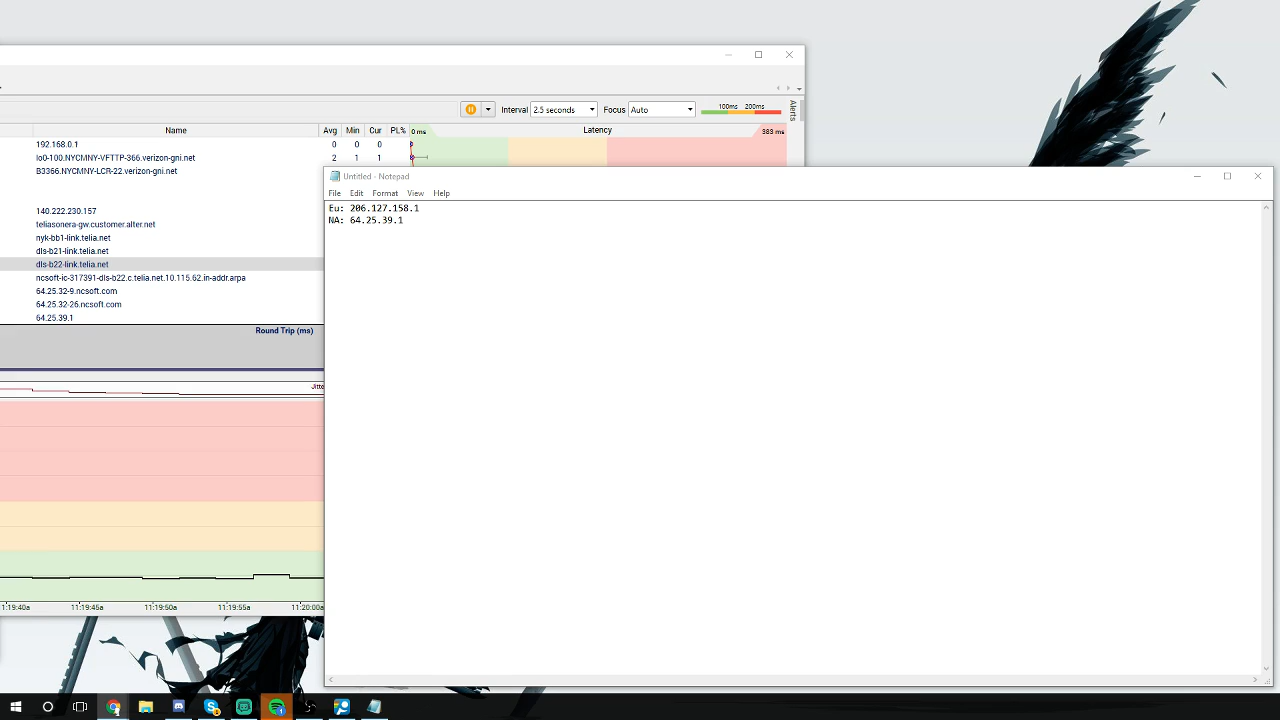 Interval 2.5 seconds Focus Auto 100ms 200ms
Alerts
Name Avg Min Cur PL% 0 ms Latency 383 ms
192.168.0.1 0 0 0
lo0-100.NYCMNY-VFTTP-366.verizon-gni.net 2 1 1
B3366.NYCMNY-LCR-22.verizon-gni.net
140.222.230.157
teliasonera-gw.customer.alter.net
nyk-bb1-link.telia.net
dls-b21-link.telia.net
dls-b22-link.telia.net
ncsoft-ic-317391-dls-b22.c.telia.net.10.115.62.in-addr.arpa
64.25.32-9.ncsoft.com
64.25.32-26.ncsoft.com
64.25.39.1
Round Trip (ms)
Jitte
11:19:40a 11:19:45a 11:19:50a 11:19:55a 11:20:00a
Untitled - Notepad
File Edit Format View Help
Eu: 206.127.158.1
NA: 64.25.39.1